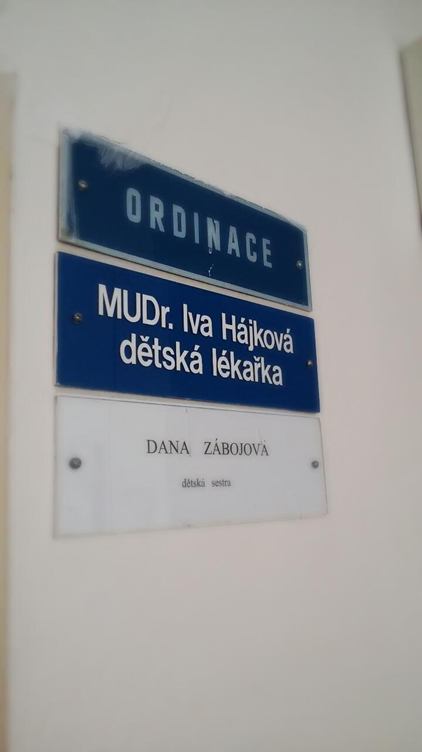 ORDINACE
MUDr. Iva Hájková
dětská lékařka
DANA ZÁBOJOVÁ
dětská sestra